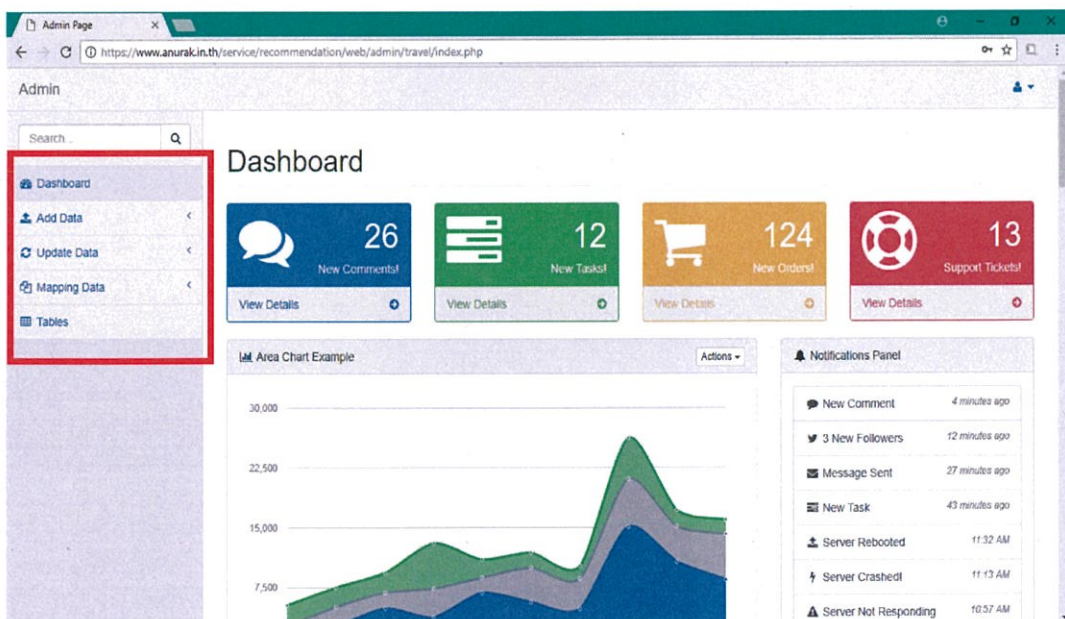 Admin Page
https://www.anurak.in.th/service/recommendation/web/admin/travel/index.php
Admin
Search...
Dashboard
Add Data
Update Data
Mapping Data
Tables
Dashboard
26
New Comments!
View Details
12
New Tasks!
View Details
124
New Orders!
View Details
13
Support Tickets!
View Details
Area Chart Example
Actions
30,000
22,500
15,000
7,500
Notifications Panel
New Comment 4 minutes ago
3 New Followers 12 minutes ago
Message Sent 27 minutes ago
New Task 43 minutes ago
Server Rebooted 11:32 AM
Server Crashed! 11:13 AM
Server Not Responding 10:57 AM